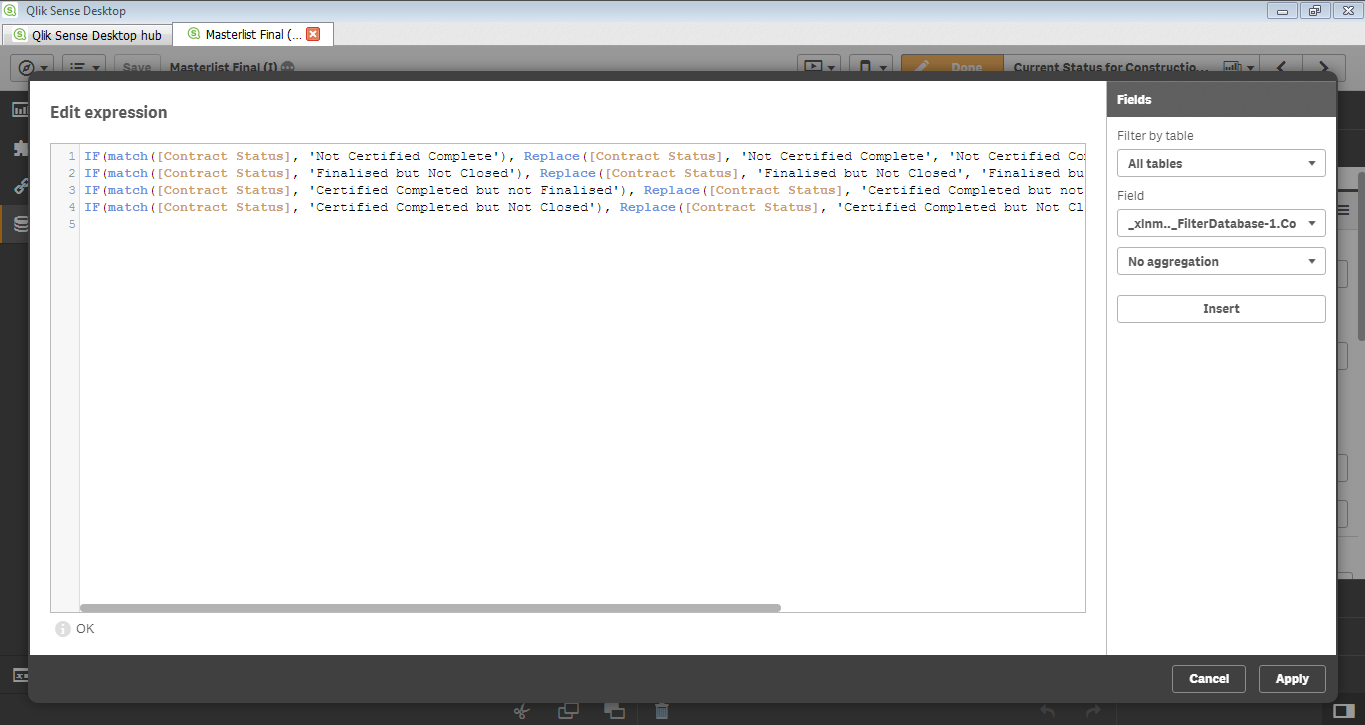 Qlik Sense Desktop
Qlik Sense Desktop hub
Masterlist Final (...
Save
Masterlist Final (1)
Done
Current Status for Constructio...
Edit expression
1 IF(match([Contract Status], 'Not Certified Complete'), Replace([Contract Status], 'Not Certified Complete', 'Not Certified Co
2 IF(match([Contract Status], 'Finalised but Not Closed'), Replace([Contract Status], 'Finalised but Not Closed', 'Finalised bu
3 IF(match([Contract Status], 'Certified Completed but not Finalised'), Replace([Contract Status], 'Certified Completed but not
4 IF(match([Contract Status], 'Certified Completed but Not Closed'), Replace([Contract Status], 'Certified Completed but Not Cl
5
OK
Fields
Filter by table
All tables
Field
_xlnm.._FilterDatabase-1.Co
No aggregation
Insert
Cancel
Apply